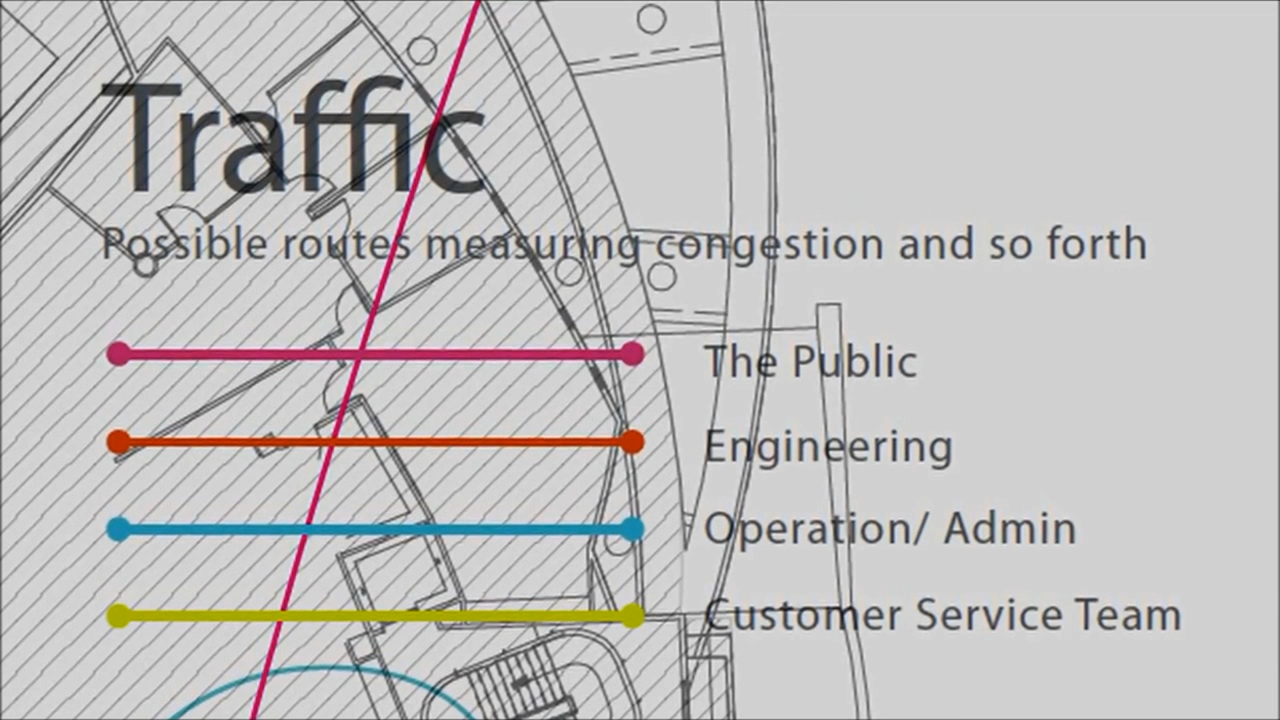 Traffic
Possible routes measuring congestion and so forth
The Public
Engineering
Operation/ Admin
Customer Service Team